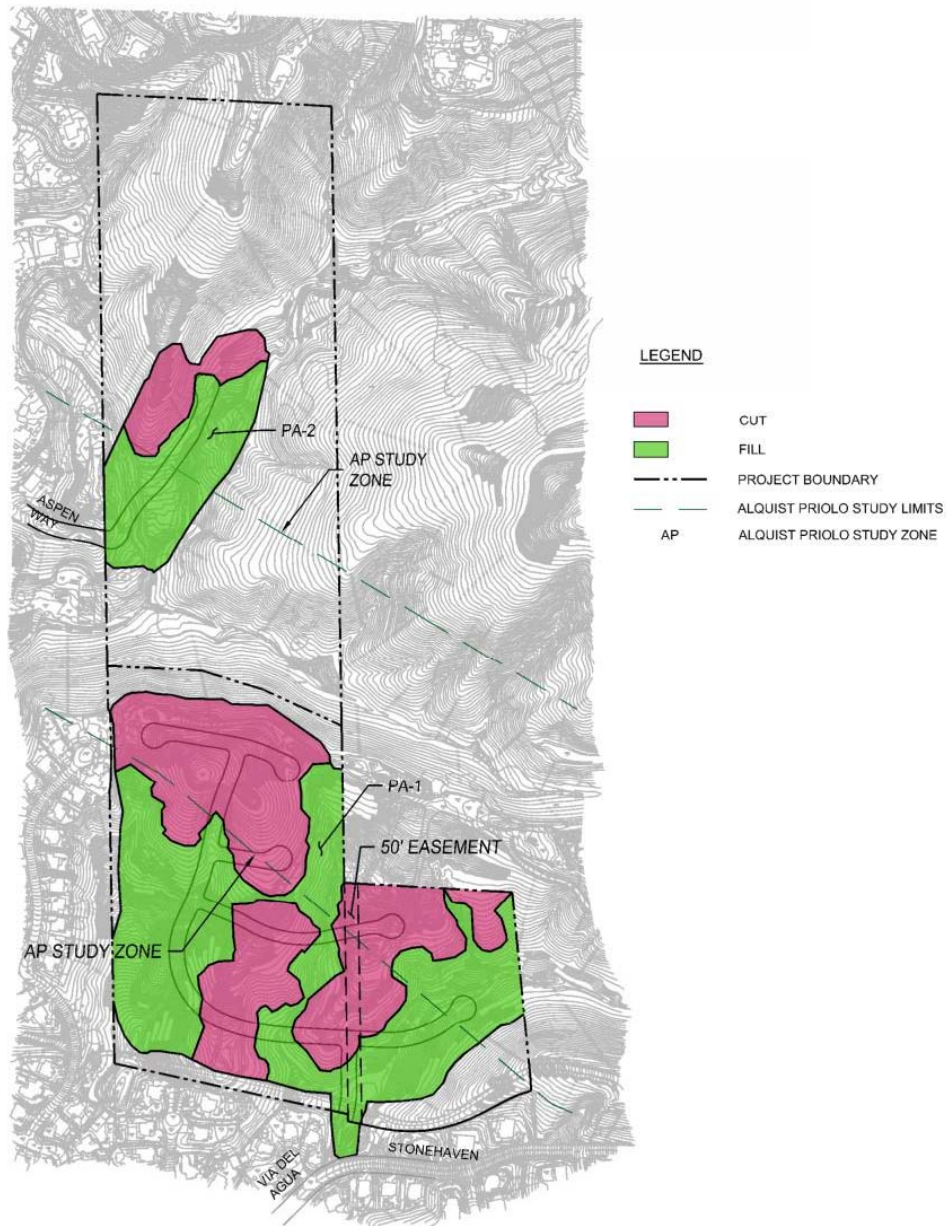 LEGEND
CUT
FILL
PROJECT BOUNDARY
ALQUIST PRIOLO STUDY LIMITS
AP ALQUIST PRIOLO STUDY ZONE
PA-2
AP STUDY
ZONE
ASPEN
WAY
PA-1
50' EASEMENT
AP STUDY ZONE
STONEHAVEN
VIA DEL
AGUA